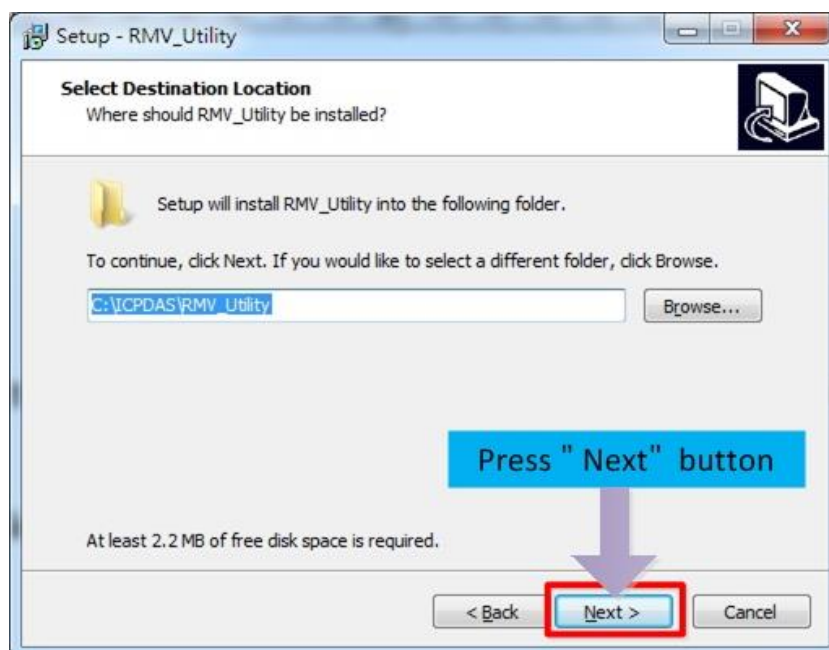 Setup - RMV_Utility
Select Destination Location
Where should RMV_Utility be installed?
Setup will install RMV_Utility into the following folder.
To continue, click Next. If you would like to select a different folder, click Browse.
C:\ICPDAS\RMV_Utility
Browse...
Press " Next" button
At least 2.2 MB of free disk space is required.
< Back
Next >
Cancel